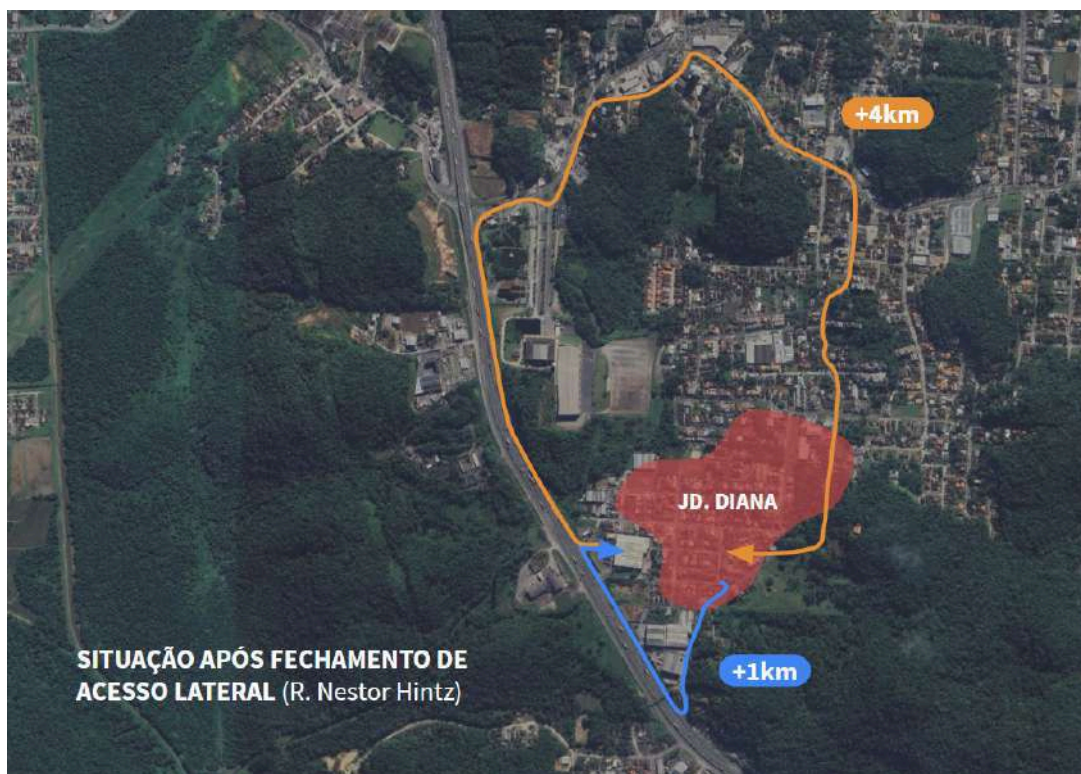 +4km
JD. DIANA
SITUAÇÃO APÓS FECHAMENTO DE
ACESSO LATERAL (R. Nestor Hintz)
+1km